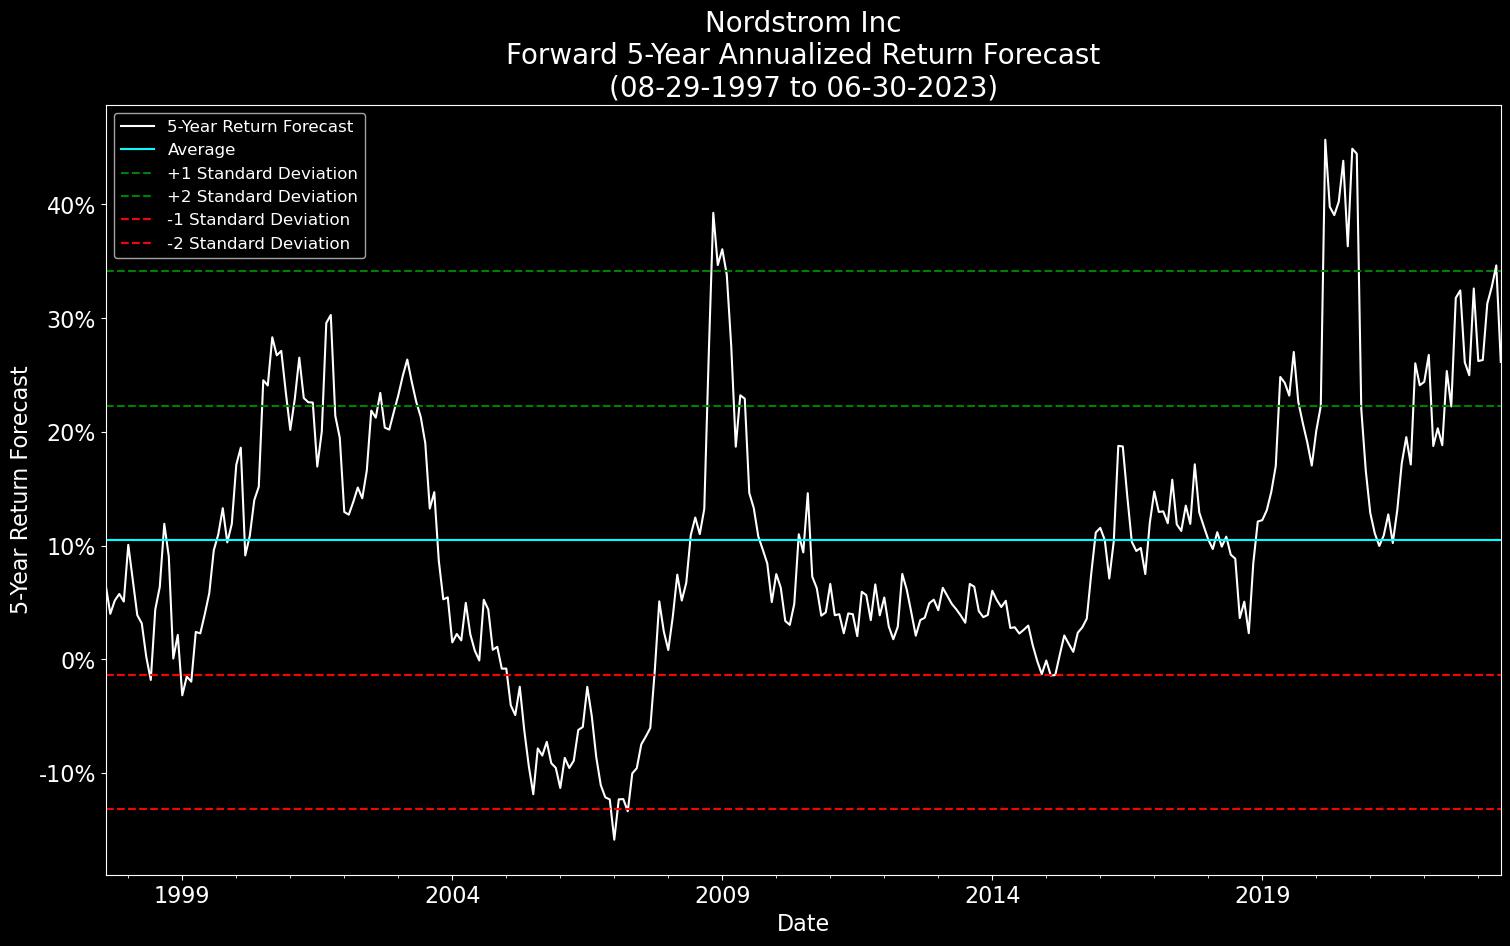 Nordstrom Inc
Forward 5-Year Annualized Return Forecast
(08-29-1997 to 06-30-2023)
5-Year Return Forecast
Average
+1 Standard Deviation
+2 Standard Deviation
-1 Standard Deviation
-2 Standard Deviation
40%
30%
20%
10%
0%
-10%
5-Year Return Forecast
1999
2004
2009
2014
2019
Date